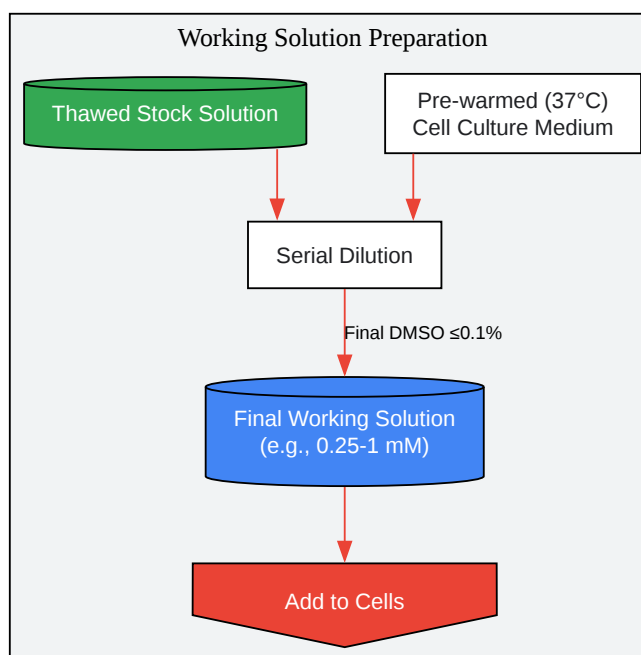 Working Solution Preparation
Thawed Stock Solution
Pre-warmed (37°C)
Cell Culture Medium
Serial Dilution
Final DMSO ≤0.1%
Final Working Solution
(e.g., 0.25-1 mM)
Add to Cells